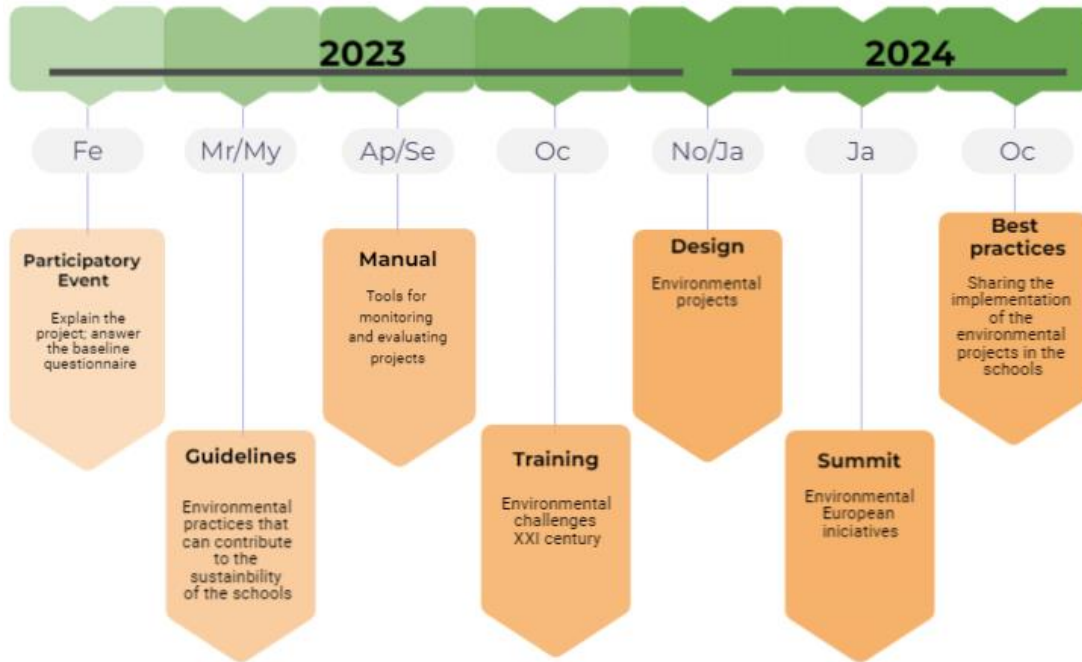 2023
2024
Fe
Mr/My
Ap/Se
Oc
No/Ja
Ja
Oc
Participatory
Event
Explain the
project; answer
the baseline
questionnaire
Guidelines
Environmental
practices that
can contribute
to the
sustainbility
of the schools
Manual
Tools for
monitoring
and evaluating
projects
Training
Environmental
challenges
XXI century
Design
Environmental
projects
Summit
Environmental
European
iniciatives
Best
practices
Sharing the
implementation
of the
environmental
projects in the
schools